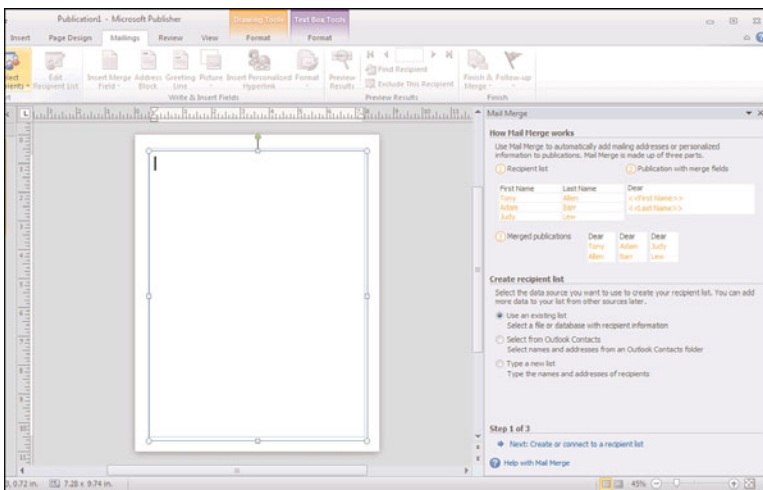 Publication1 - Microsoft Publisher
Drawing Tools
Text Box Tools
Insert Page Design Mailings Review View Format Format
Edit
Recipient List
Insert Merge
Field
Address
Block
Greeting
Line
Picture
Insert Personalized
Hyperlink
Format
Preview
Results
Find Recipient
Exclude This Recipient
Finish &
Merge
Follow-up
Write & Insert Fields
Preview Results
Finish
Mail Merge
How Mail Merge works
Use Mail Merge to automatically add mailing addresses or personalized
information to publications. Mail Merge is made up of three parts.
1 Recipient list
2 Publication with merge fields
First Name Last Name
Tony Allen
Adam Barr
Judy Lew
Dear
<<First Name>>
<<Last Name>>
3 Merged publications
Dear Dear Dear
Tony Adam Judy
Allen Barr Lew
Create recipient list
Select the data source you want to use to create your recipient list. You can add
more data to your list from other sources later.
Use an existing list
Select a file or database with recipient information
Select from Outlook Contacts
Select names and addresses from an Outlook Contacts folder
Type a new list
Type the names and addresses of recipients
Step 1 of 3
Next: Create or connect to a recipient list
Help with Mail Merge
0.72 in. 7.28 x 9.74 in.
45%